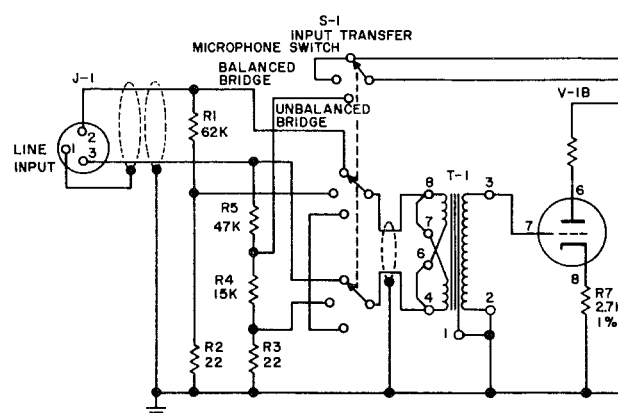 S-1
INPUT TRANSFER
MICROPHONE SWITCH
BALANCED
BRIDGE
UNBALANCED
BRIDGE
J-1
LINE
INPUT
1
2
3
R1
62K
R5
47K
R4
15K
R2
22
R3
22
T-1
8
7
6
4
3
2
1
V-1B
6
7
8
R7
2.7K
1%